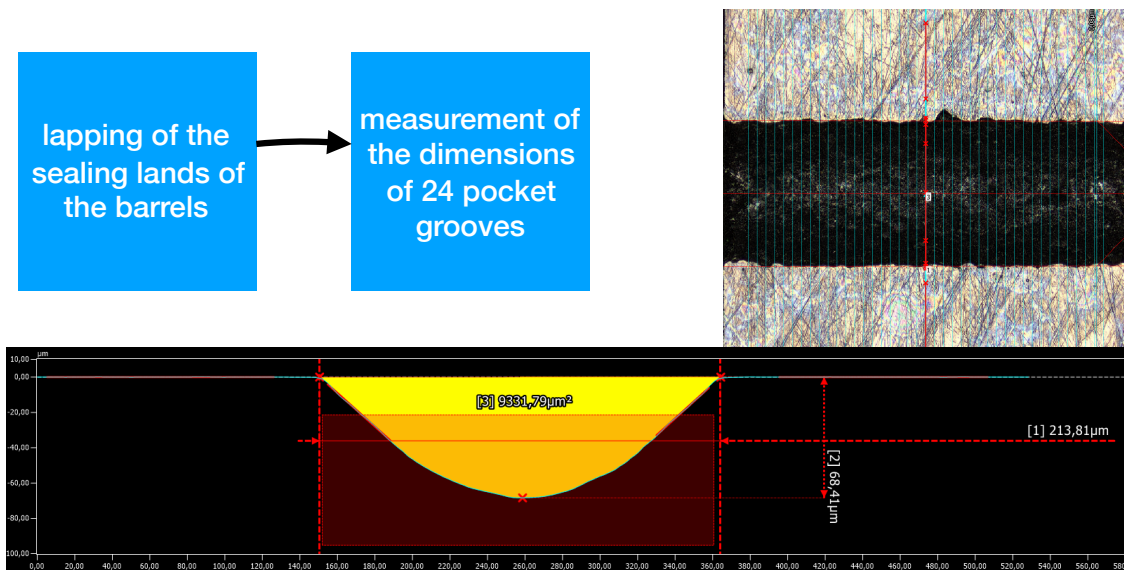 lapping of the
sealing lands of
the barrels
measurement of
the dimensions
of 24 pocket
grooves
3
1
µm
10,00
0,00
-20,00
-40,00
-60,00
-80,00
100,00
[3] 9331,79µm²
[1] 213,81µm
[2] 68,41µm
0,00 20,00 40,00 60,00 80,00 100,00 120,00 140,00 160,00 180,00 200,00 220,00 240,00 260,00 280,00 300,00 320,00 340,00 360,00 380,00 400,00 420,00 440,00 460,00 480,00 500,00 520,00 540,00 560,00 580